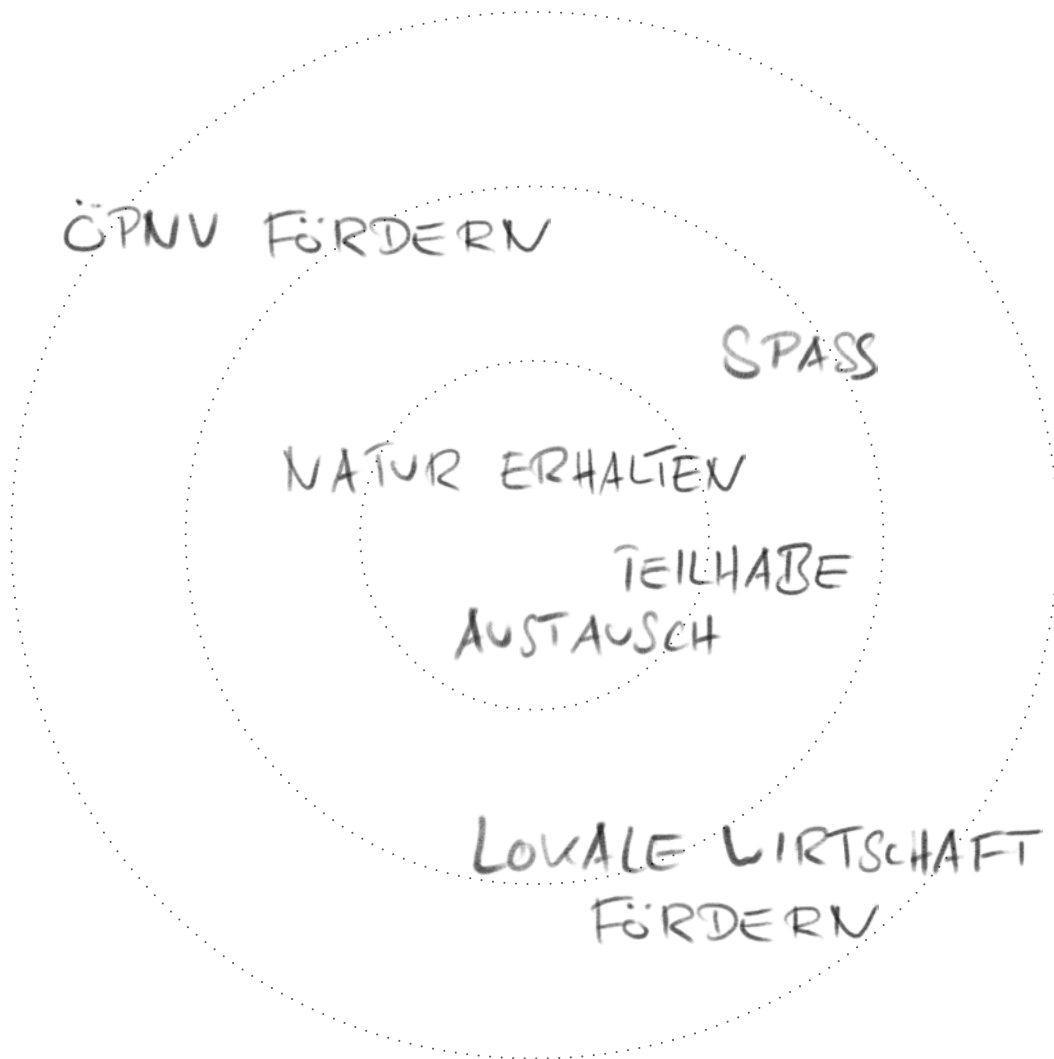 ÖPNV FÖRDERN
SPASS
NATUR ERHALTEN
TEILHABE
AUSTAUSCH
LOKALE WIRTSCHAFT
FÖRDERN